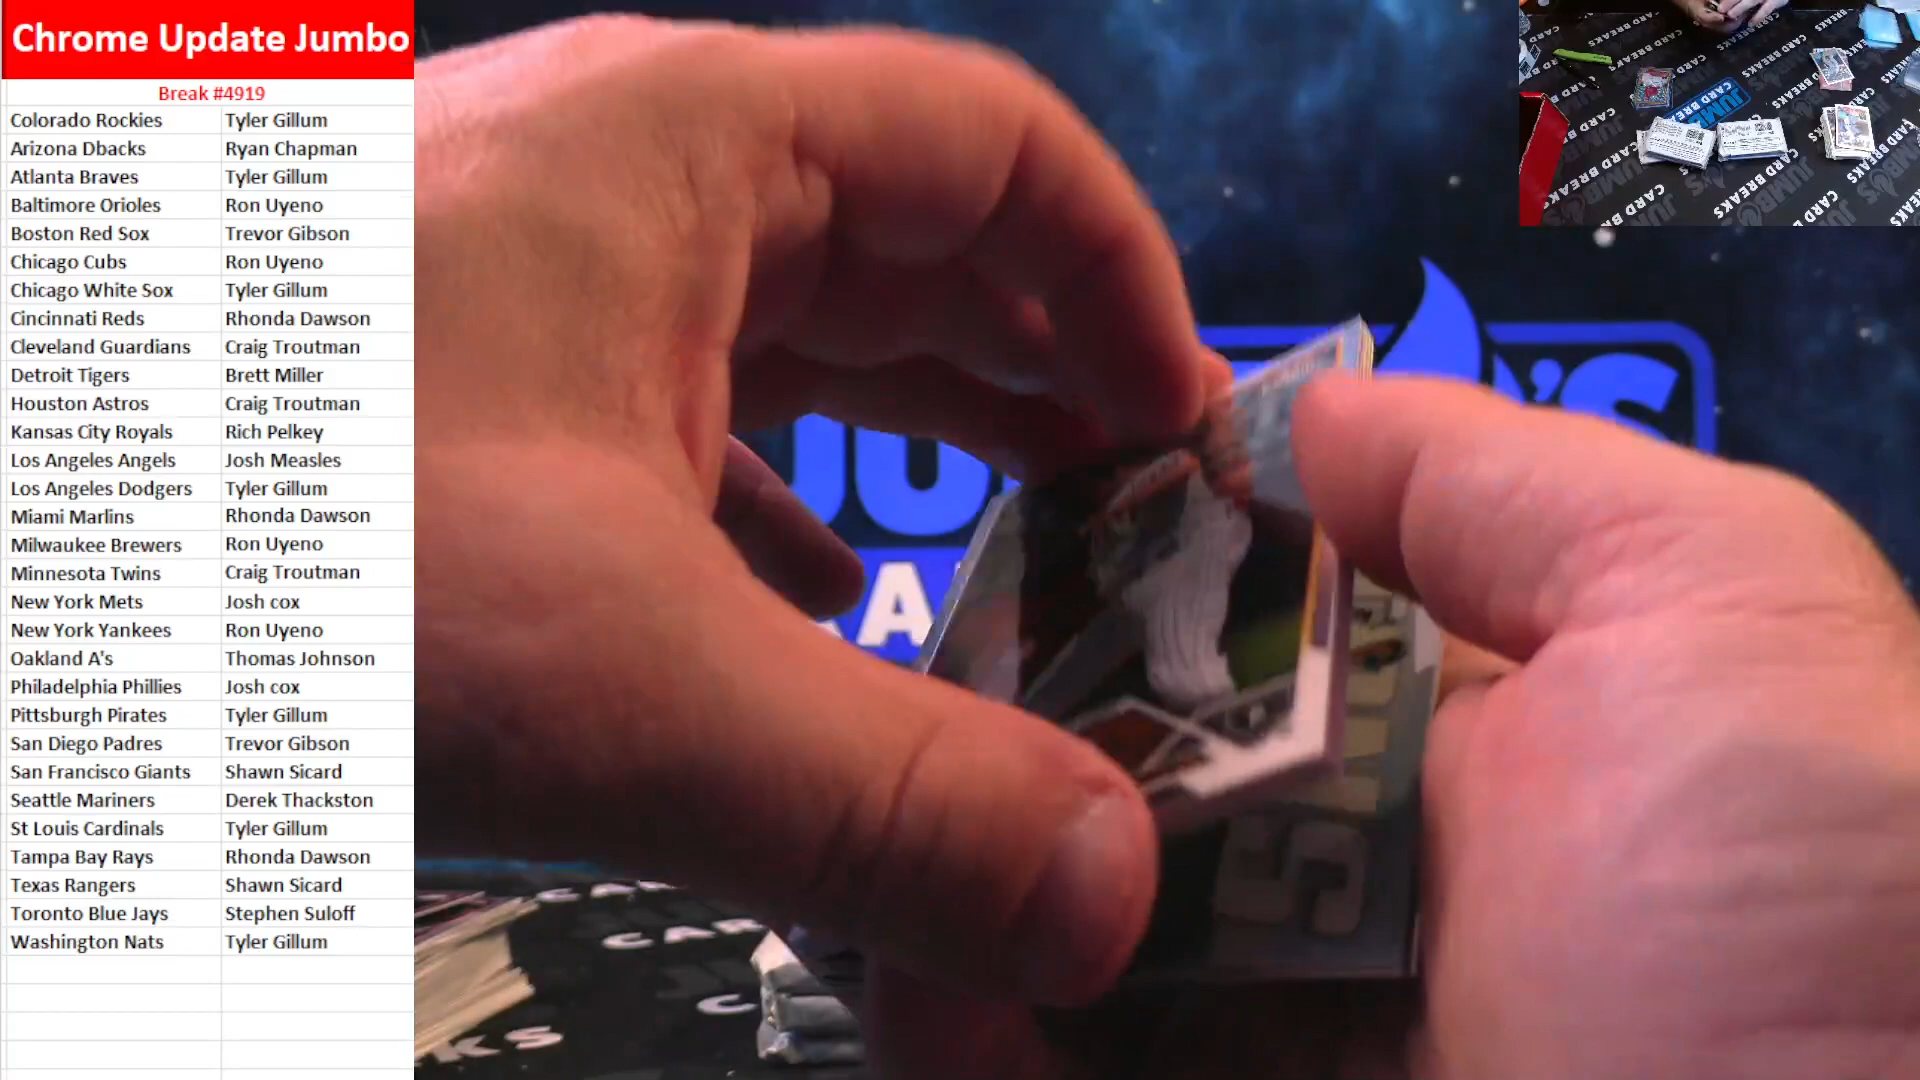 Chrome Update Jumbo
Break #4919
Colorado Rockies Tyler Gillum
Arizona Dbacks Ryan Chapman
Atlanta Braves Tyler Gillum
Baltimore Orioles Ron Uyeno
Boston Red Sox Trevor Gibson
Chicago Cubs Ron Uyeno
Chicago White Sox Tyler Gillum
Cincinnati Reds Rhonda Dawson
Cleveland Guardians Craig Troutman
Detroit Tigers Brett Miller
Houston Astros Craig Troutman
Kansas City Royals Rich Pelkey
Los Angeles Angels Josh Measles
Los Angeles Dodgers Tyler Gillum
Miami Marlins Rhonda Dawson
Milwaukee Brewers Ron Uyeno
Minnesota Twins Craig Troutman
New York Mets Josh cox
New York Yankees Ron Uyeno
Oakland A's Thomas Johnson
Philadelphia Phillies Josh cox
Pittsburgh Pirates Tyler Gillum
San Diego Padres Trevor Gibson
San Francisco Giants Shawn Sicard
Seattle Mariners Derek Thackston
St Louis Cardinals Tyler Gillum
Tampa Bay Rays Rhonda Dawson
Texas Rangers Shawn Sicard
Toronto Blue Jays Stephen Suloff
Washington Nats Tyler Gillum
CARD BREAKS